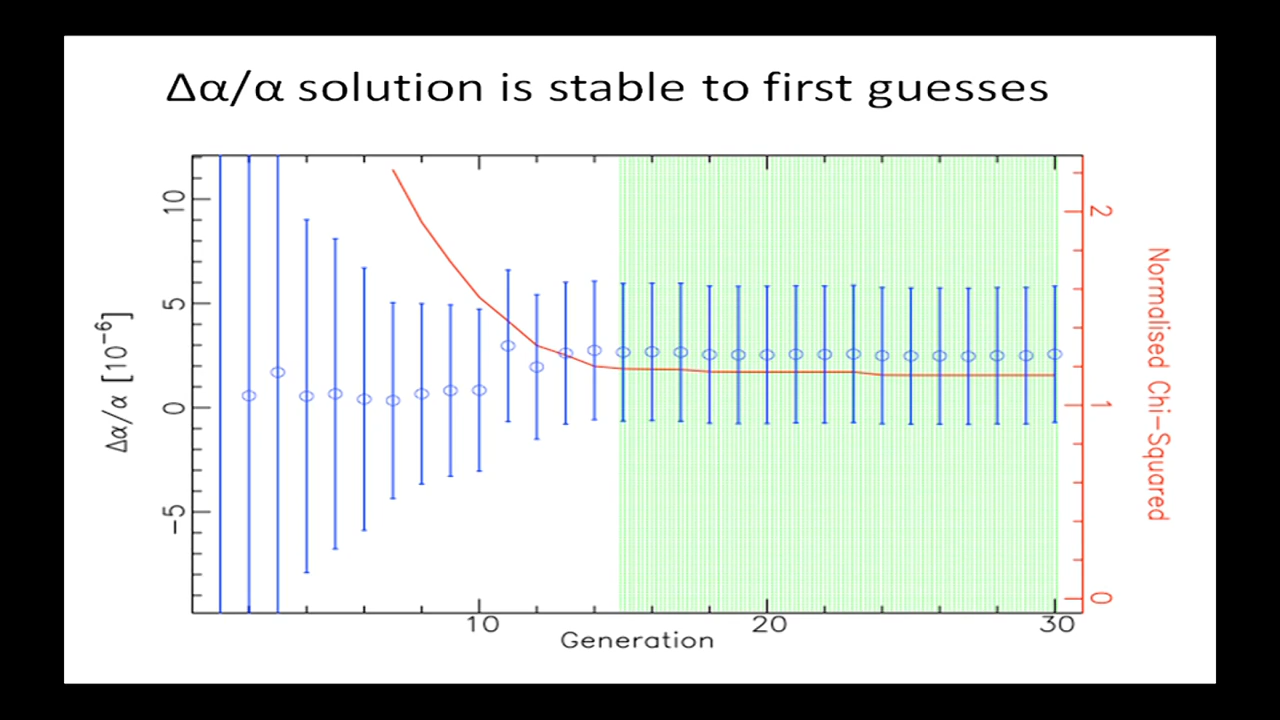 Δα/α solution is stable to first guesses
Δα/α [10⁻⁶]
10
5
0
−5
10
20
30
Generation
2
1
0
Normalised Chi−Squared